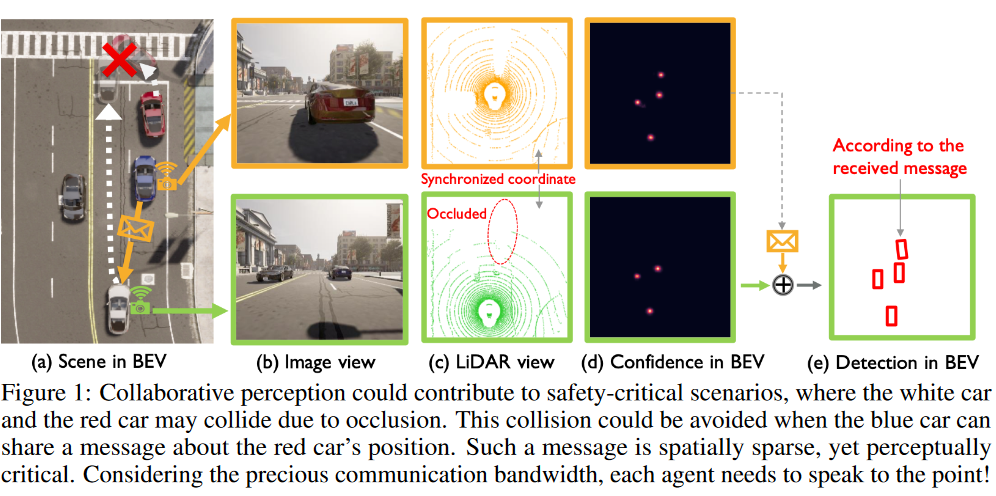 According to the
received message
Synchronized coordinate
Occluded
(a) Scene in BEV
(b) Image view
(c) LiDAR view
(d) Confidence in BEV
(e) Detection in BEV
Figure 1: Collaborative perception could contribute to safety-critical scenarios, where the white car
and the red car may collide due to occlusion. This collision could be avoided when the blue car can
share a message about the red car’s position. Such a message is spatially sparse, yet perceptually
critical. Considering the precious communication bandwidth, each agent needs to speak to the point!